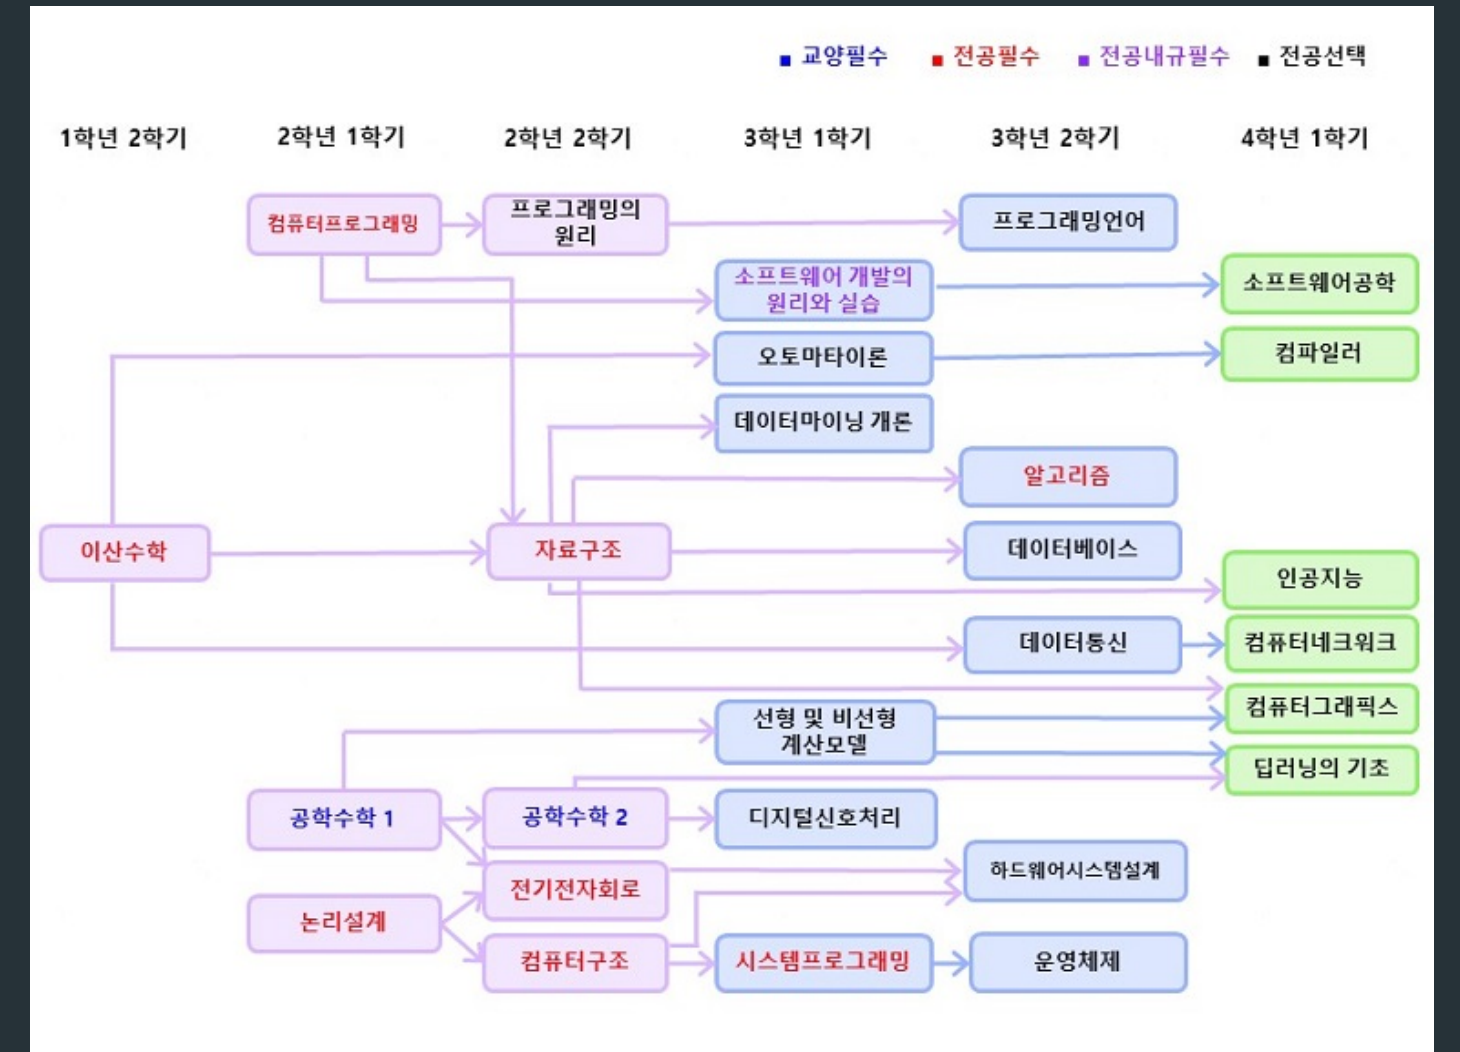 ■ 교양필수 ■ 전공필수 ■ 전공내규필수 ■ 전공선택
1학년 2학기 2학년 1학기 2학년 2학기 3학년 1학기 3학년 2학기 4학년 1학기
컴퓨터프로그래밍
프로그래밍의
원리
프로그래밍언어
소프트웨어 개발의
원리와 실습
소프트웨어공학
오토마타이론
컴파일러
데이터마이닝 개론
알고리즘
이산수학
자료구조
데이터베이스
인공지능
데이터통신
컴퓨터네크워크
선형 및 비선형
계산모델
컴퓨터그래픽스
딥러닝의 기초
공학수학 1
공학수학 2
디지털신호처리
전기전자회로
하드웨어시스템설계
논리설계
컴퓨터구조
시스템프로그래밍
운영체제